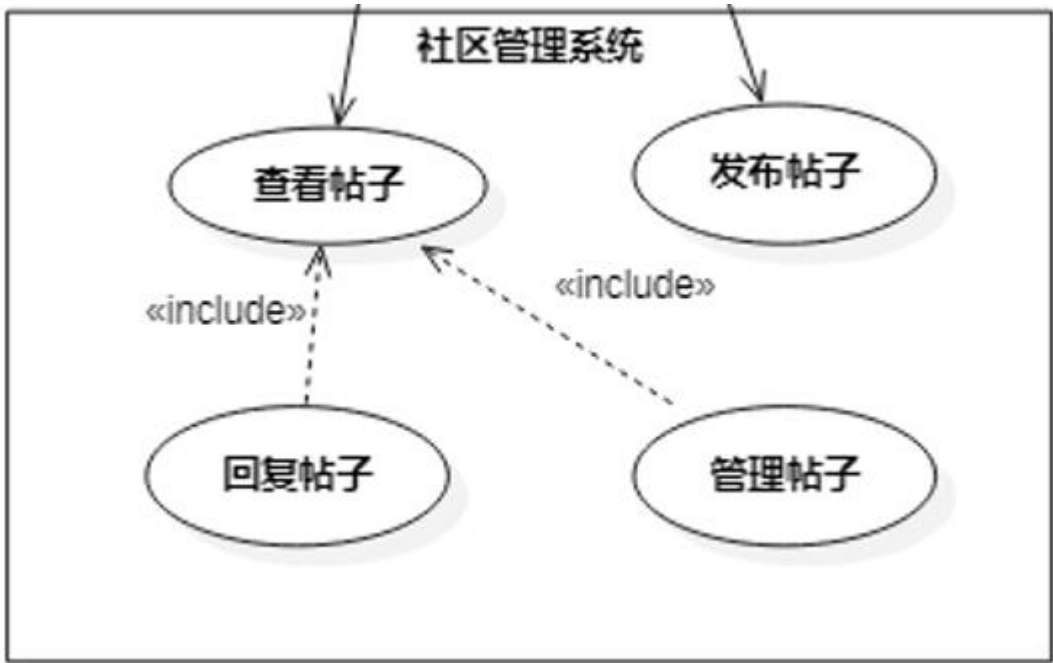 社区管理系统
查看帖子
发布帖子
«include»
«include»
回复帖子
管理帖子